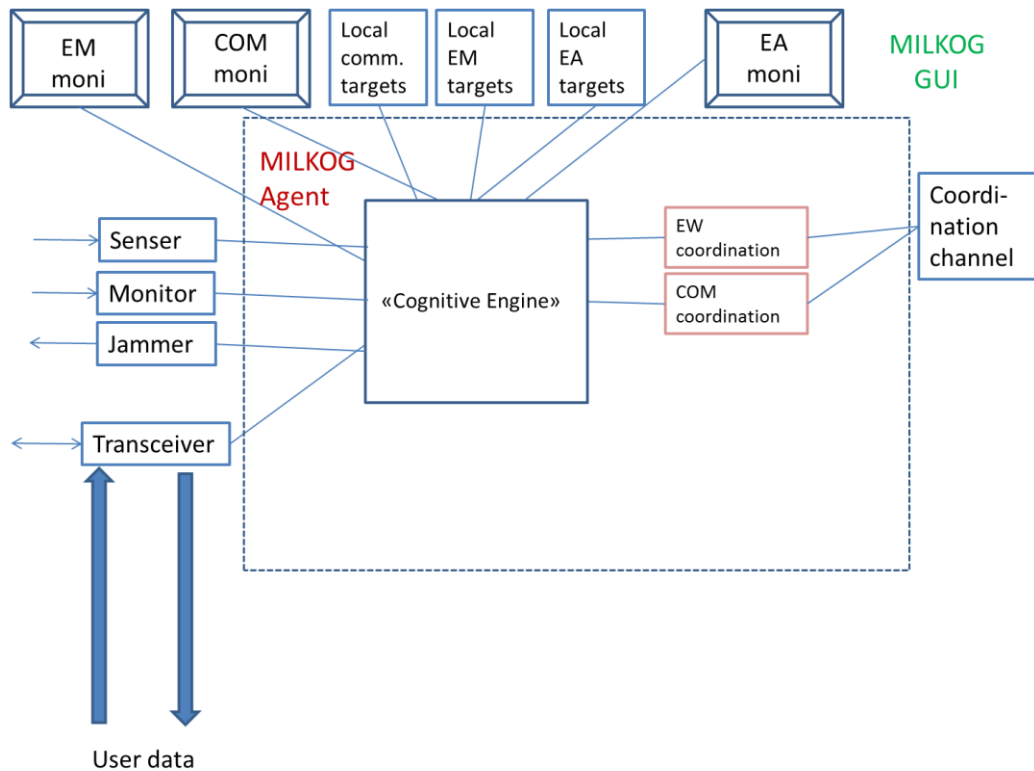 EM
moni
COM
moni
Local
comm.
targets
Local
EM
targets
Local
EA
targets
EA
moni
MILKOG
GUI
MILKOG
Agent
Senser
Monitor
Jammer
Transceiver
«Cognitive Engine»
EW
coordination
COM
coordination
Coordi-
nation
channel
User data